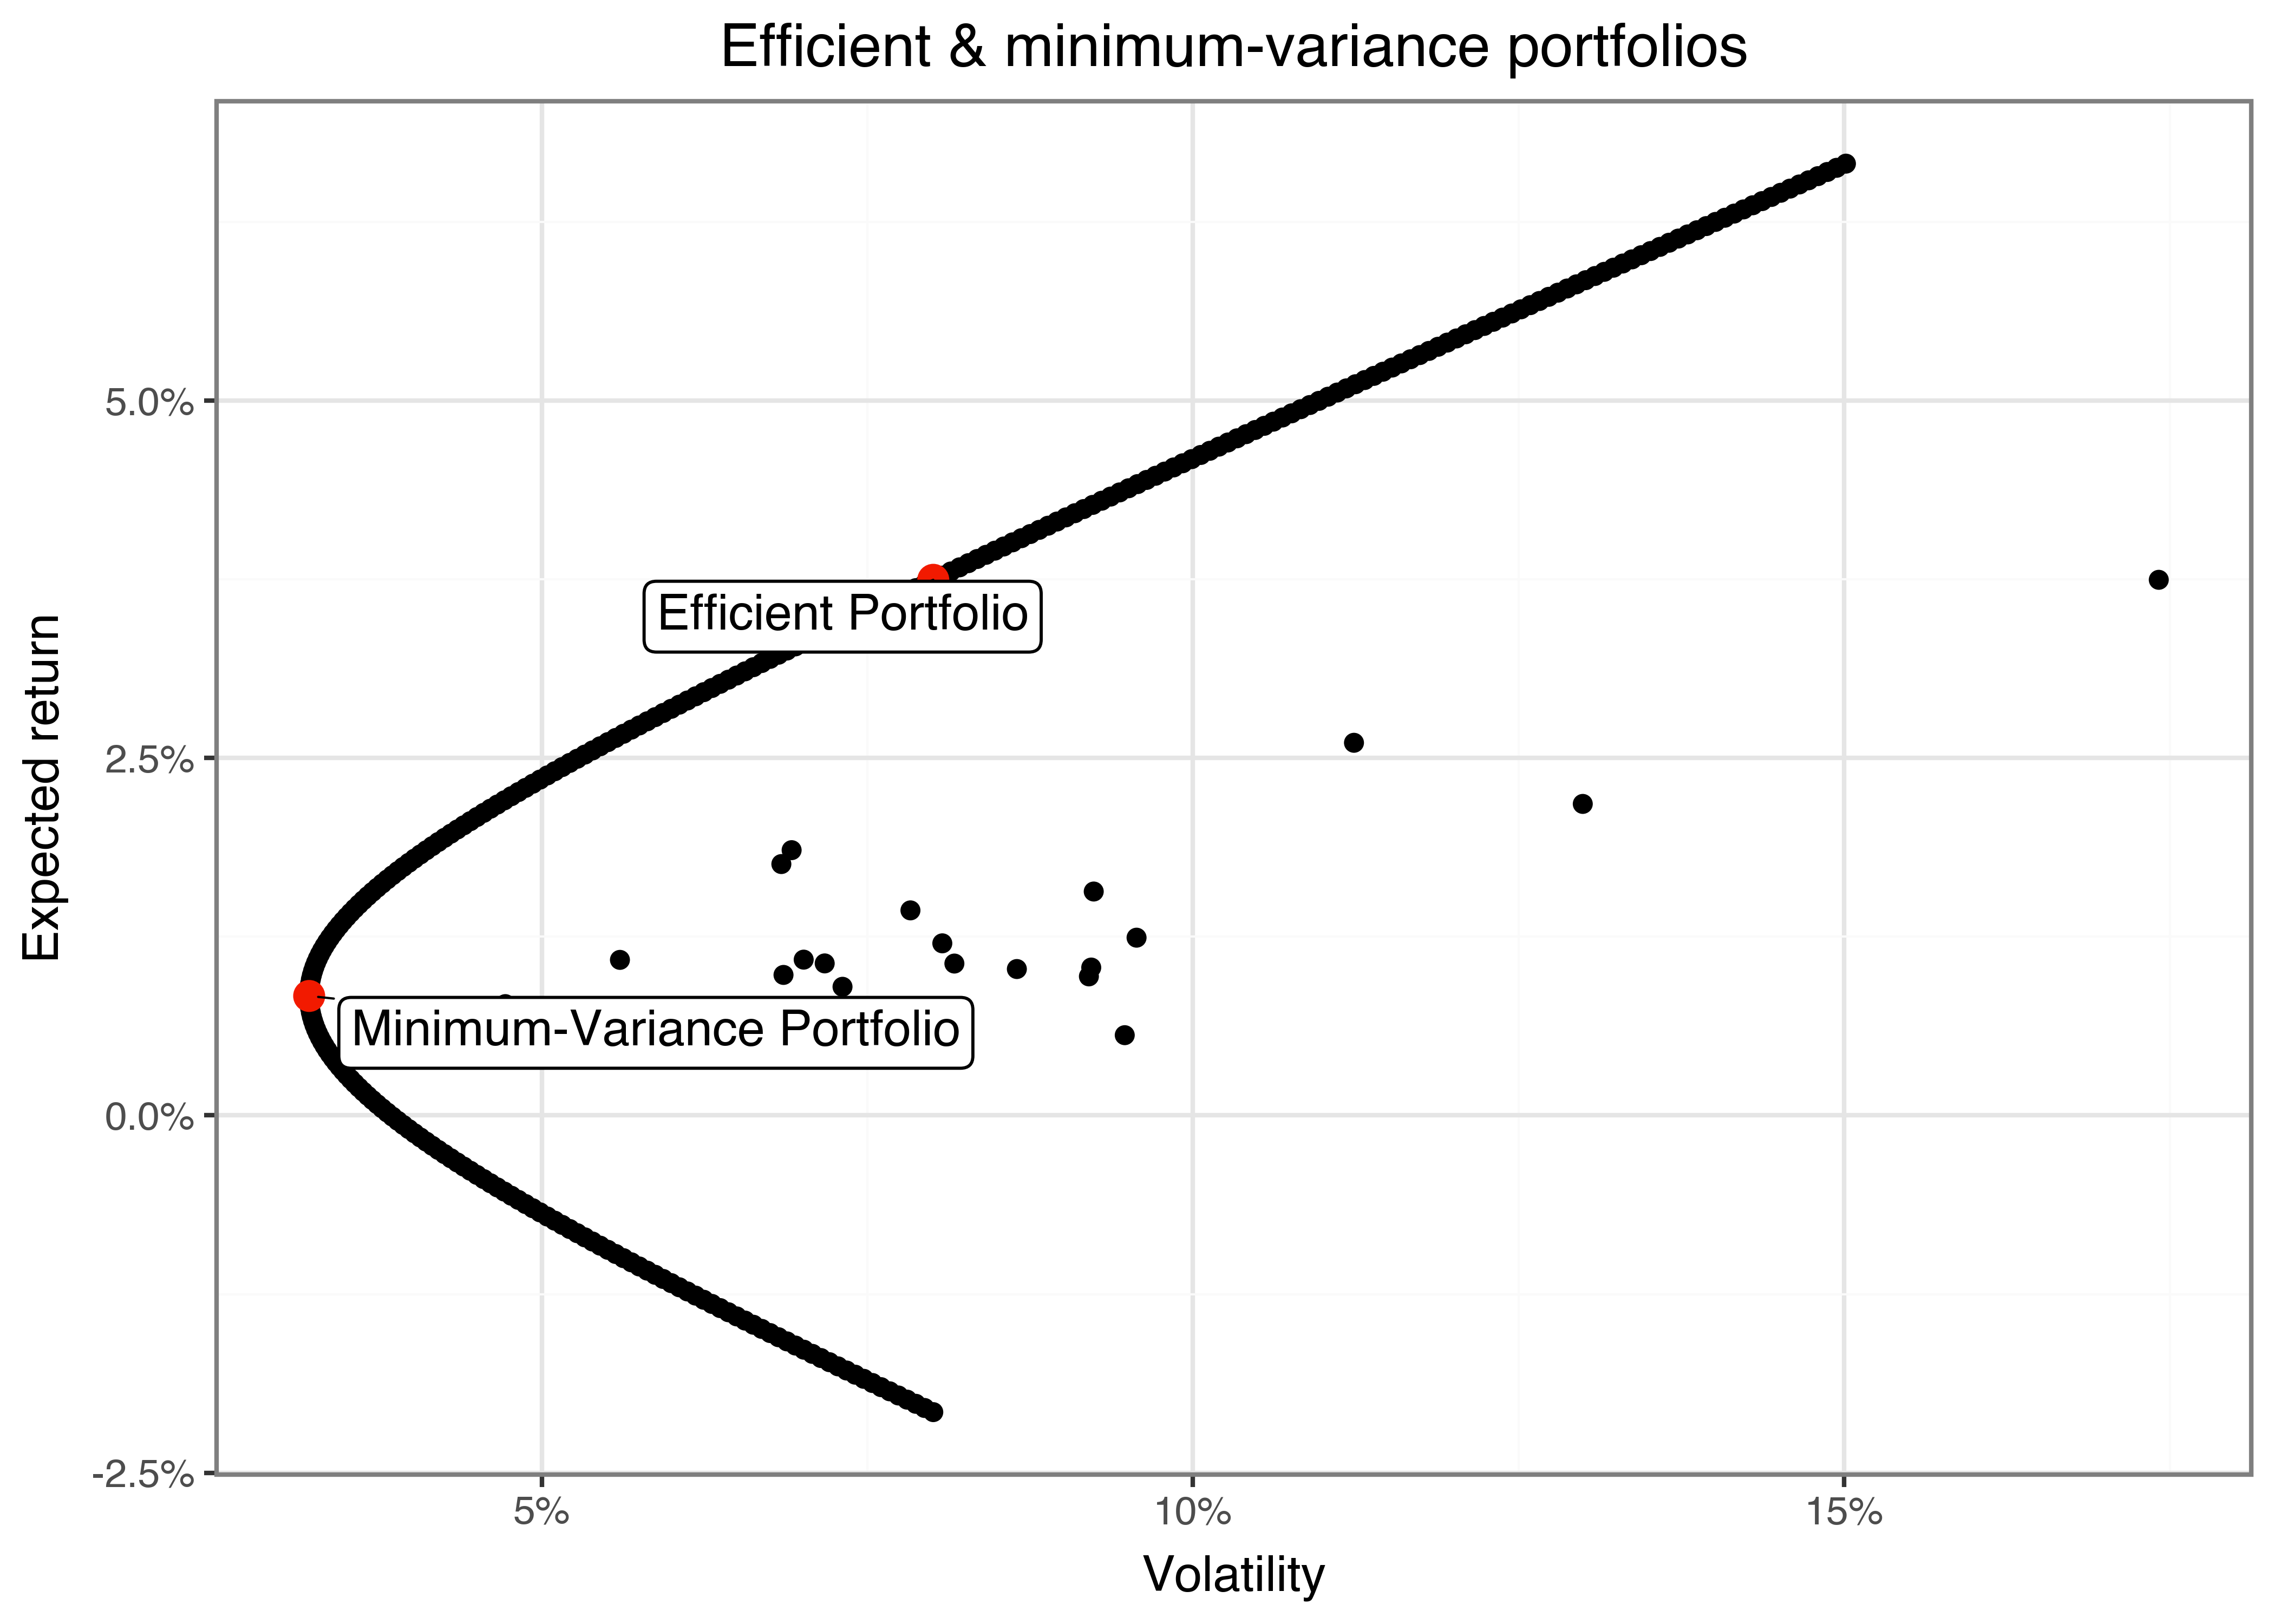 Efficient & minimum-variance portfolios
Expected return
5.0%
2.5%
0.0%
-2.5%
Efficient Portfolio
Minimum-Variance Portfolio
5%
10%
15%
Volatility